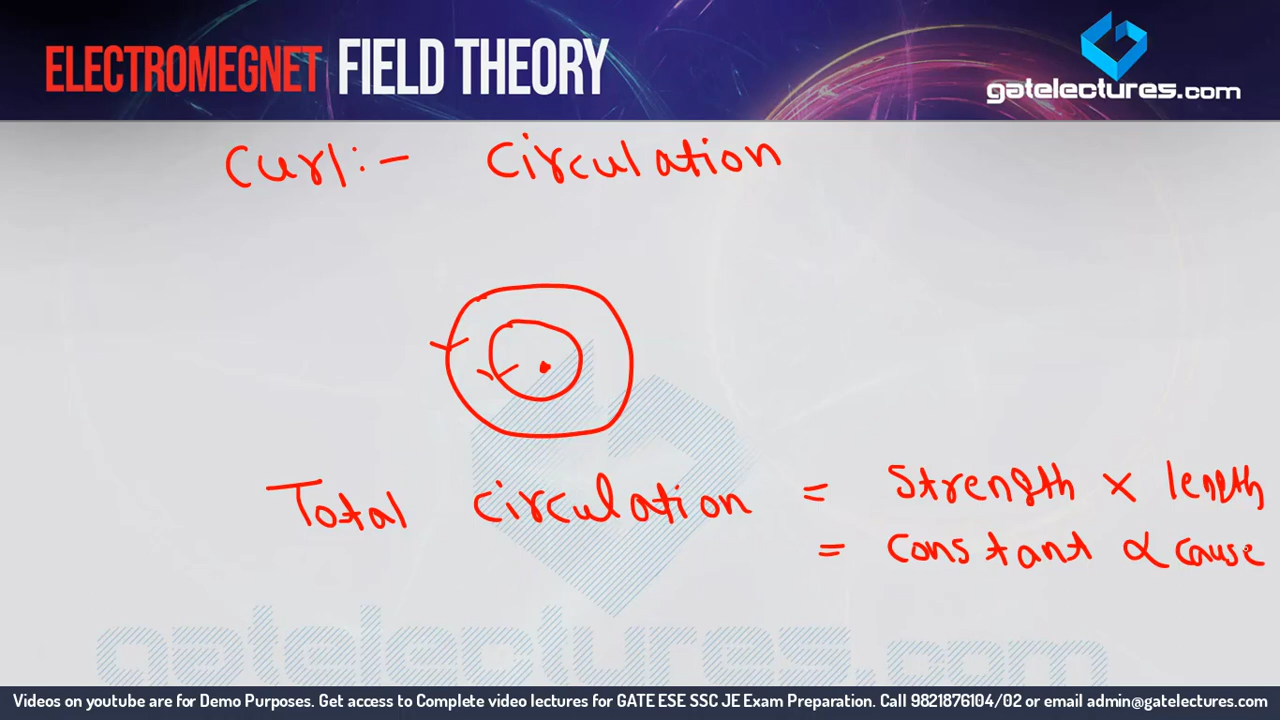 ELECTROMEGNET FIELD THEORY
gatelectures.com
Curl:- Circulation
Total circulation = Strength × length
= constant ∝ cause
gatelectures.com
Videos on youtube are for Demo Purposes. Get access to Complete video lectures for GATE ESE SSC JE Exam Preparation. Call 9821876104/02 or email admin@gatelectures.com